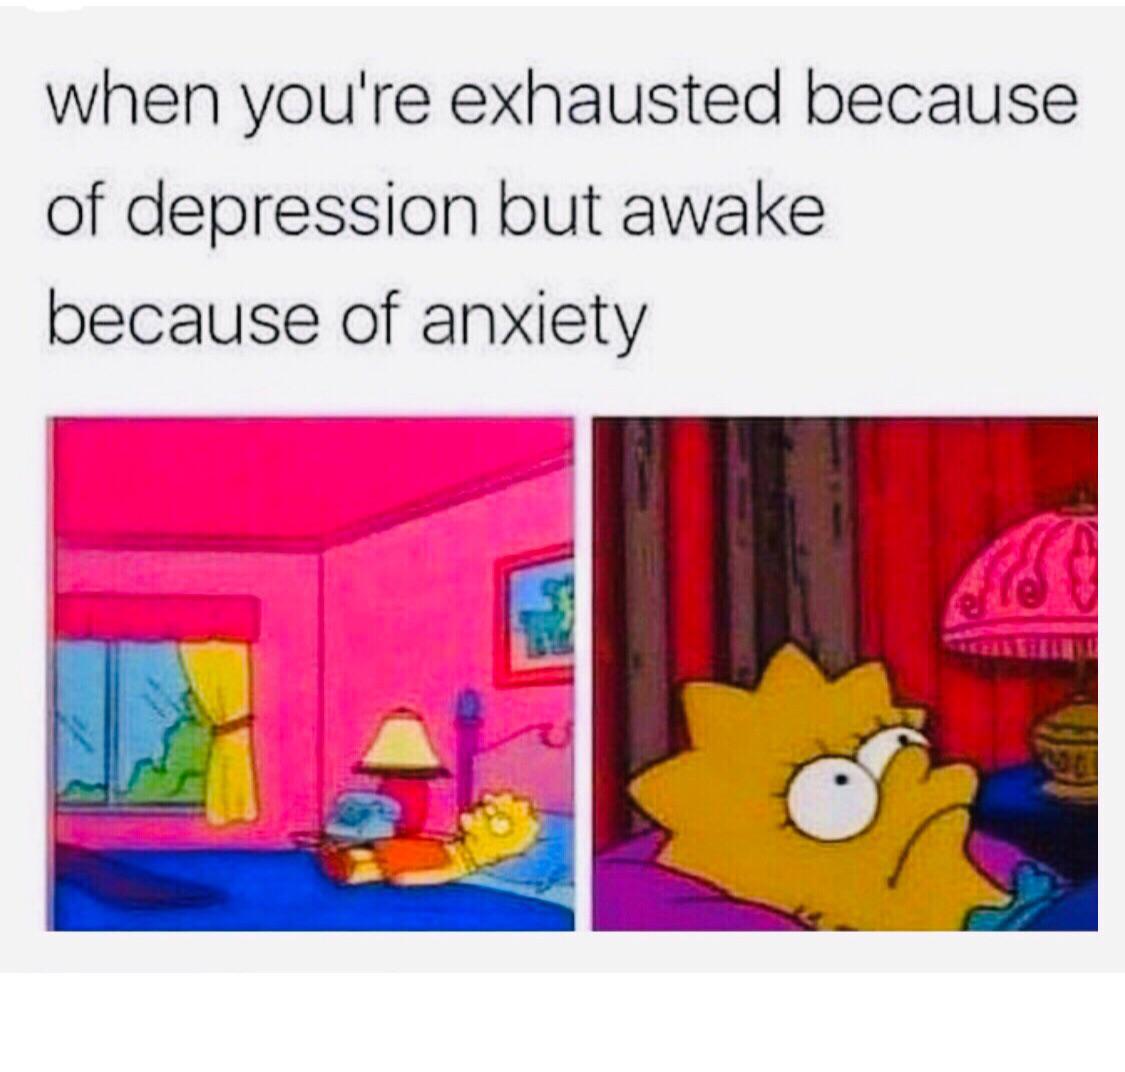 when you're exhausted because
of depression but awake
because of anxiety